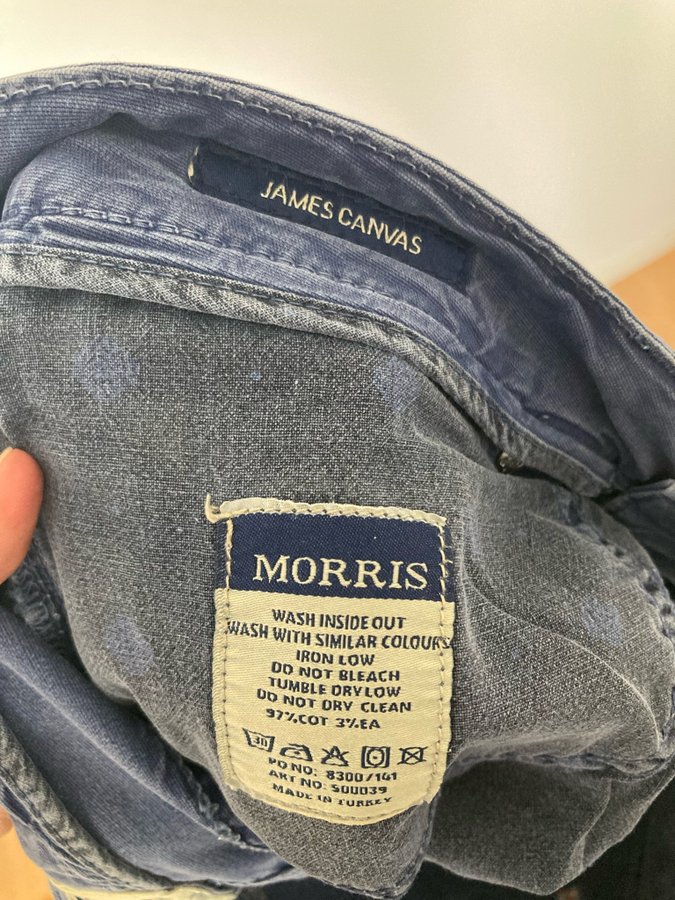 JAMES CANVAS
MORRIS
WASH INSIDE OUT
WASH WITH SIMILAR COLOURS
IRON LOW
DO NOT BLEACH
TUMBLE DRY LOW
DO NOT DRY CLEAN
97%COT 3%EA
30
PO NO: 8300/141
ART NO: 500039
MADE IN TURKEY